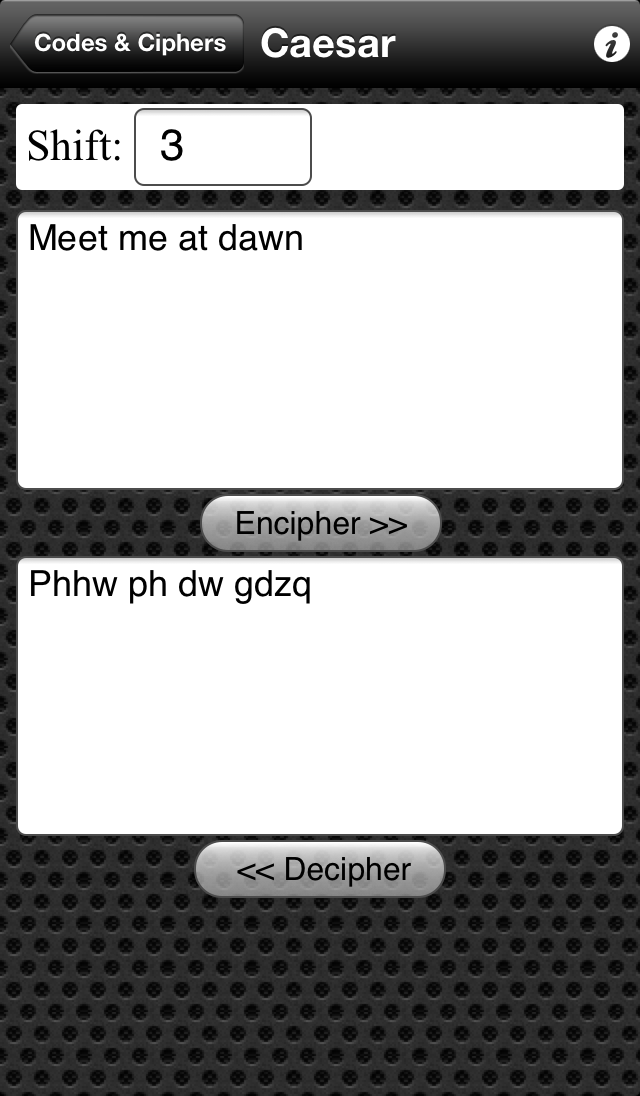 Codes & Ciphers Caesar i
Shift: 3
Meet me at dawn
Encipher >>
Phhw ph dw gdzq
<< Decipher